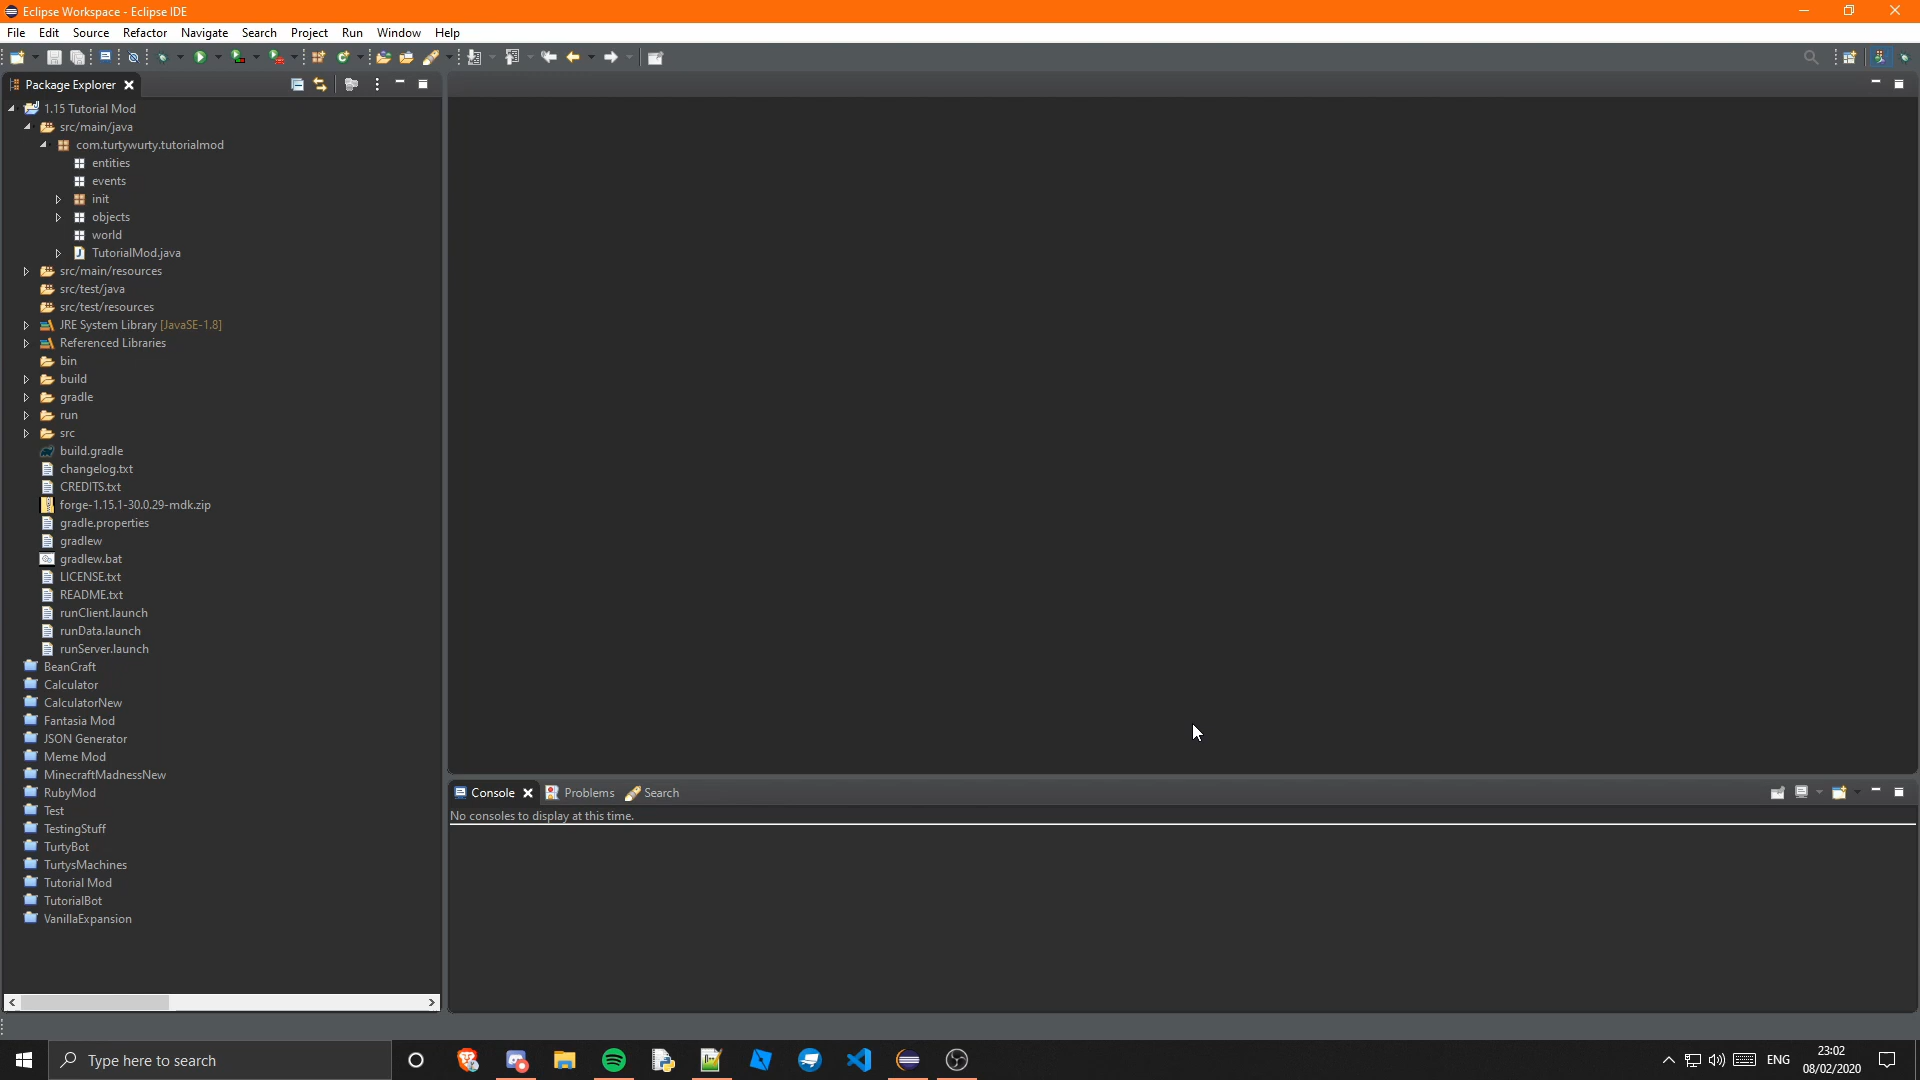 Eclipse Workspace - Eclipse IDE
File Edit Source Refactor Navigate Search Project Run Window Help
Package Explorer
1.15 Tutorial Mod
src/main/java
com.turtywurty.tutorialmod
entities
events
init
objects
world
TutorialMod.java
src/main/resources
src/test/java
src/test/resources
JRE System Library [JavaSE-1.8]
Referenced Libraries
bin
build
gradle
run
src
build.gradle
changelog.txt
CREDITS.txt
forge-1.15.1-30.0.29-mdk.zip
gradle.properties
gradlew
gradlew.bat
LICENSE.txt
README.txt
runClient.launch
runData.launch
runServer.launch
BeanCraft
Calculator
CalculatorNew
Fantasia Mod
JSON Generator
Meme Mod
MinecraftMadnessNew
RubyMod
Test
TestingStuff
TurtyBot
TurtysMachines
Tutorial Mod
TutorialBot
VanillaExpansion
Console Problems Search
No consoles to display at this time.
Type here to search
ENG
23:02
08/02/2020